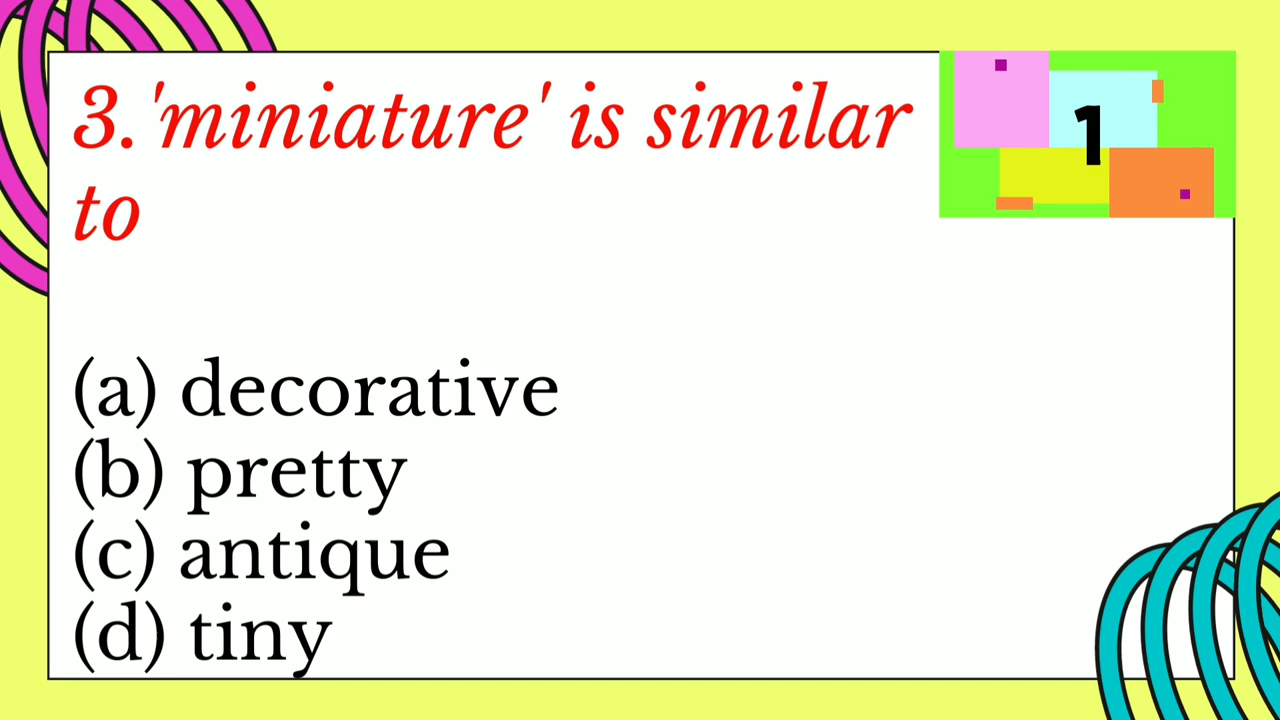 3. 'miniature' is similar
to
1
(a) decorative
(b) pretty
(c) antique
(d) tiny